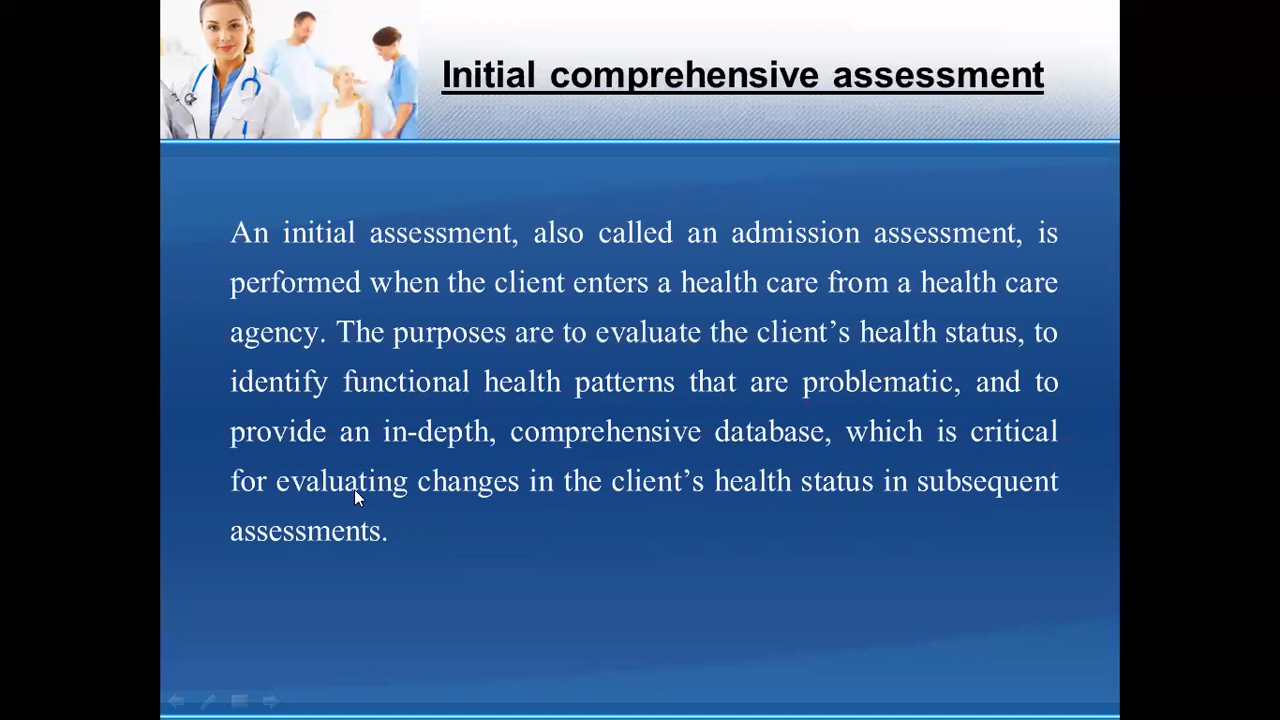 Initial comprehensive assessment
An initial assessment, also called an admission assessment, is
performed when the client enters a health care from a health care
agency. The purposes are to evaluate the client’s health status, to
identify functional health patterns that are problematic, and to
provide an in-depth, comprehensive database, which is critical
for evaluating changes in the client’s health status in subsequent
assessments.